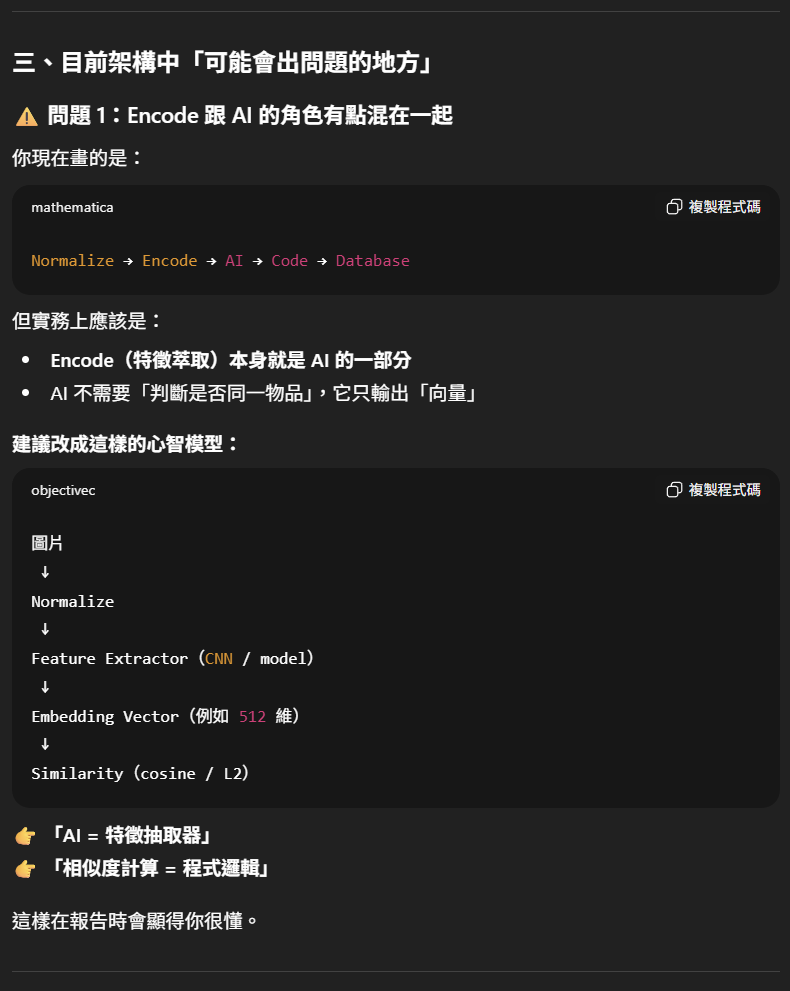 三、目前架構中「可能會出問題的地方」
⚠️ 問題 1：Encode 跟 AI 的角色有點混在一起
你現在畫的是：
mathematica
複製程式碼
Normalize → Encode → AI → Code → Database
但實務上應該是：
• Encode（特徵萃取）本身就是 AI 的一部分
• AI 不需要「判斷是否同一物品」，它只輸出「向量」
建議改成這樣的心智模型：
objectivec
複製程式碼
圖片
↓
Normalize
↓
Feature Extractor（CNN / model）
↓
Embedding Vector（例如 512 維）
↓
Similarity（cosine / L2）
👉 「AI = 特徵抽取器」
👉 「相似度計算 = 程式邏輯」
這樣在報告時會顯得你很懂。